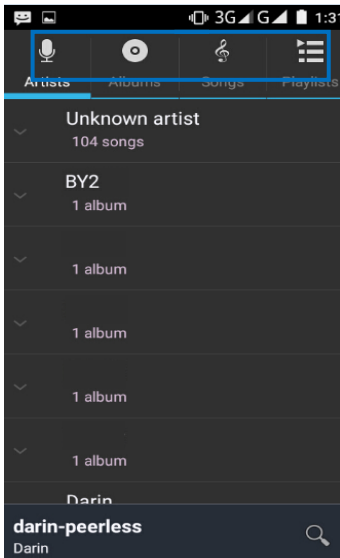 3G G 1:31
Artists Albums Songs Playlists
Unknown artist
104 songs
BY2
1 album
1 album
1 album
1 album
1 album
Darin
darin-peerless
Darin